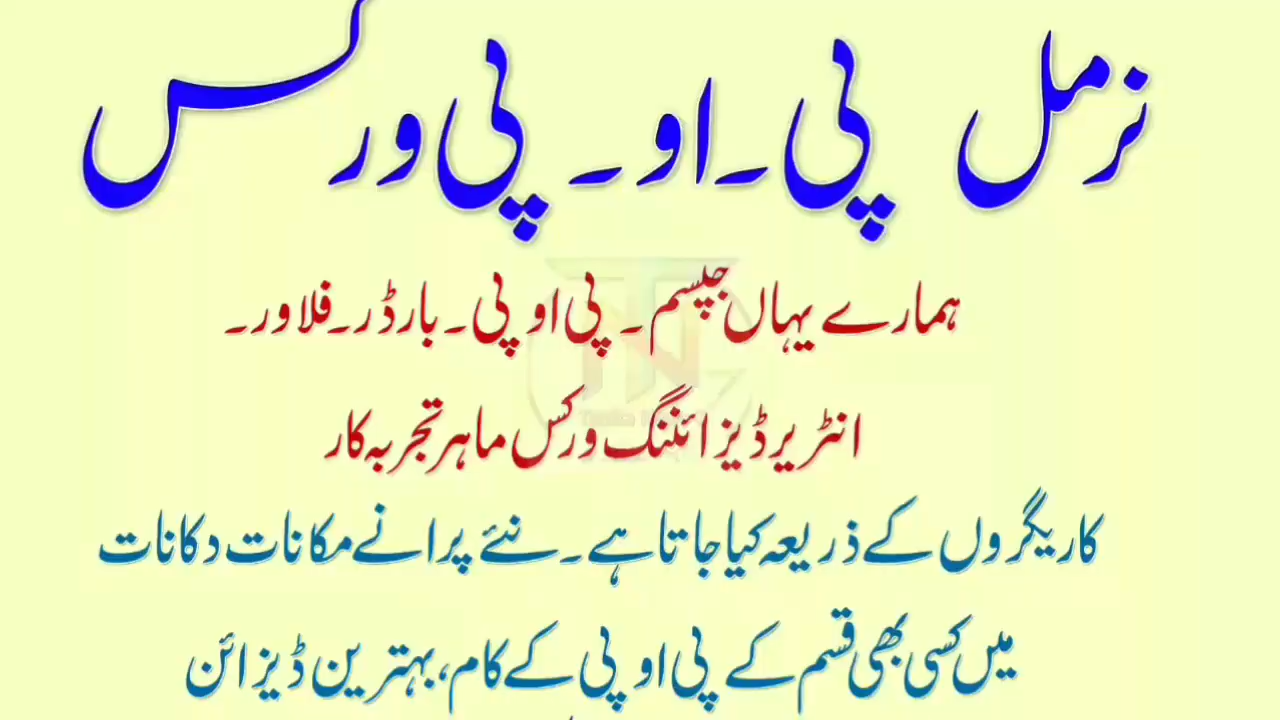 نرمل پی۔او۔پی ورکس
ہمارے یہاں جپسم۔ پی او پی۔بارڈر۔فلاور۔
انٹریر ڈیزائننگ ورکس ماہر تجربہ کار
کاریگروں کے ذریعہ کیا جاتا ہے۔نئے پرانے مکانات دکانات
میں کسی بھی قسم کے پی او پی کے کام، بہترین ڈیزائن